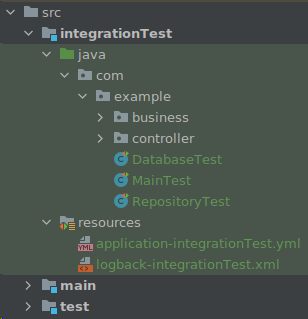 src
integrationTest
java
com
example
business
controller
DatabaseTest
MainTest
RepositoryTest
resources
application-integrationTest.yml
logback-integrationTest.xml
main
test